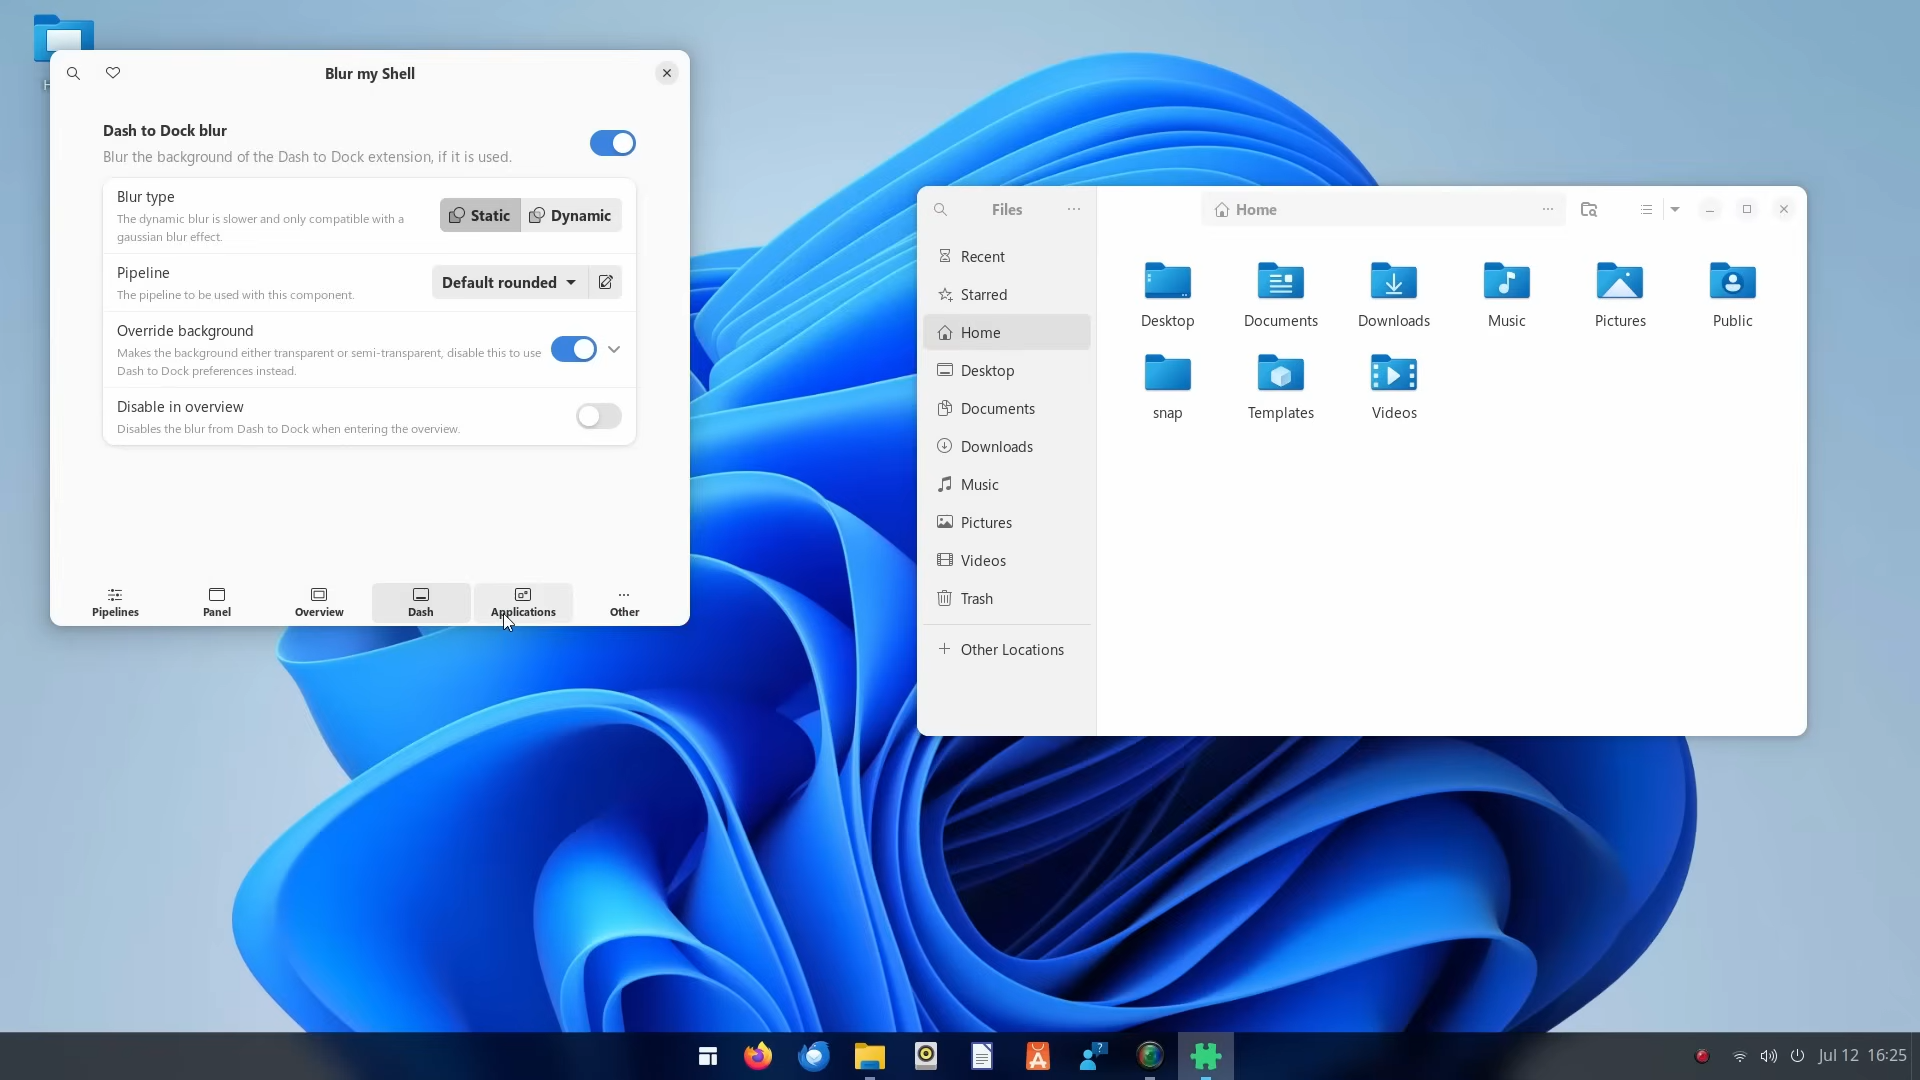 H
Blur my Shell
Dash to Dock blur
Blur the background of the Dash to Dock extension, if it is used.
Blur type
The dynamic blur is slower and only compatible with a
gaussian blur effect.
Static
Dynamic
Pipeline
The pipeline to be used with this component.
Default rounded
Override background
Makes the background either transparent or semi-transparent, disable this to use
Dash to Dock preferences instead.
Disable in overview
Disables the blur from Dash to Dock when entering the overview.
Pipelines
Panel
Overview
Dash
Applications
Other
Files
Home
Recent
Starred
Home
Desktop
Documents
Downloads
Music
Pictures
Videos
Trash
Other Locations
Desktop
Documents
Downloads
Music
Pictures
Public
snap
Templates
Videos
Jul 12 16:25